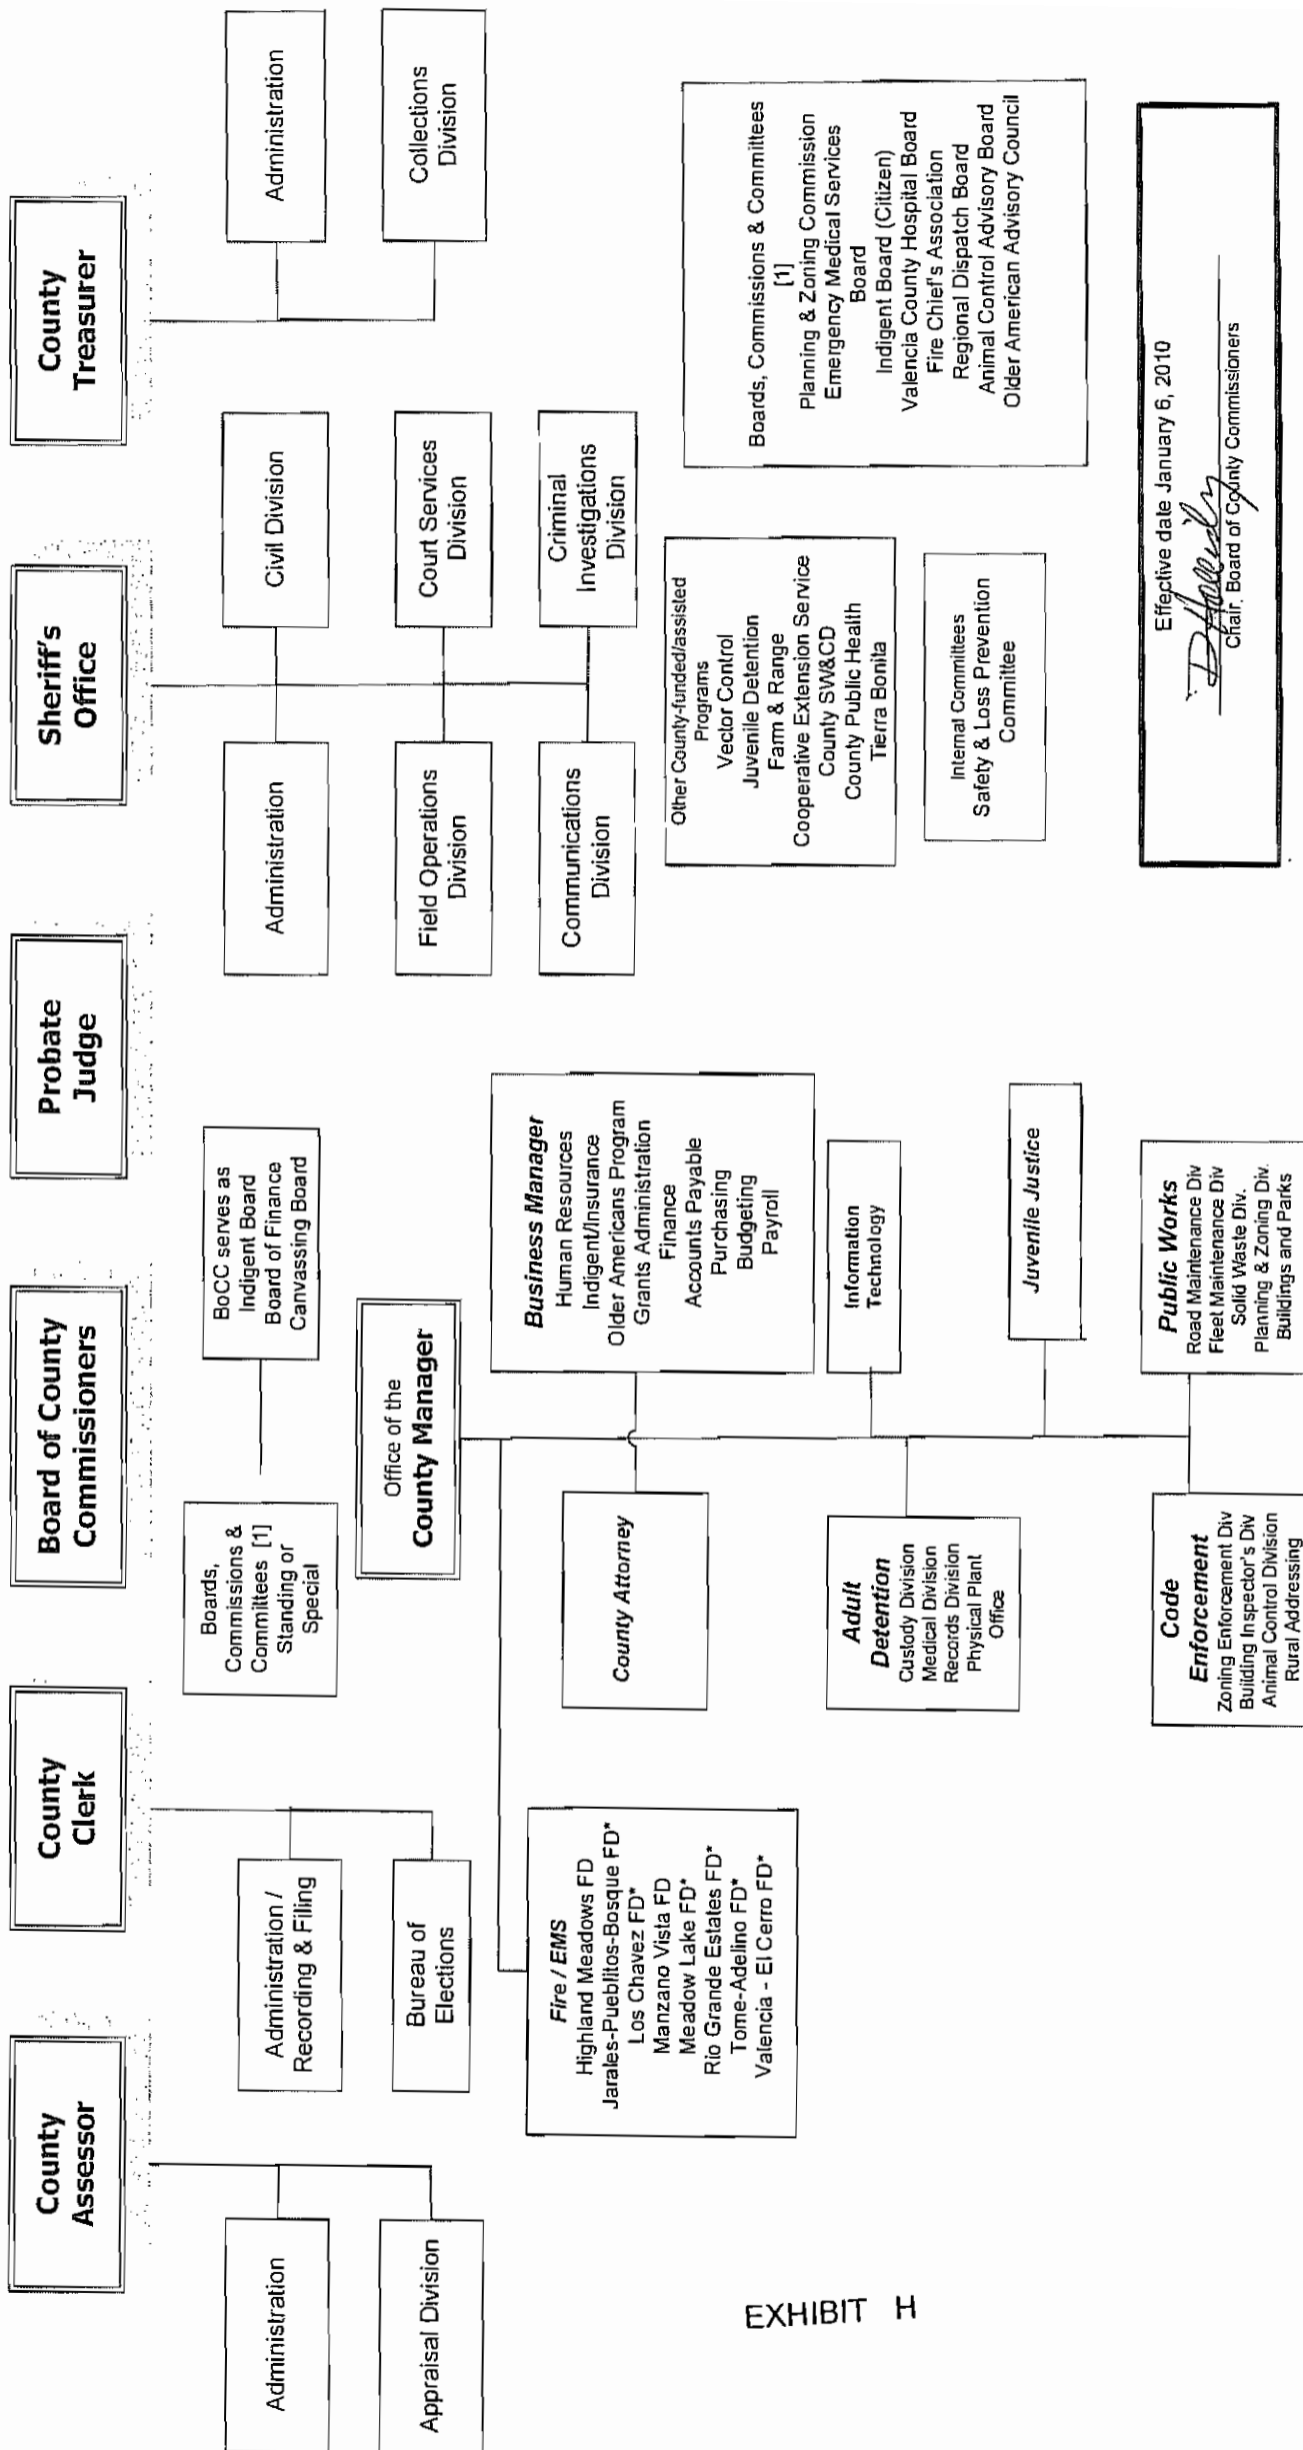 County
Assessor
County
Clerk
Board of County
Commissioners
Probate
Judge
Sheriff's
Office
County
Treasurer
Administration
Appraisal Division
Administration /
Recording & Filing
Bureau of
Elections
Boards,
Commissions &
Committees [1]
Standing or
Special
BoCC serves as
Indigent Board
Board of Finance
Canvassing Board
Office of the
County Manager
Fire / EMS
Highland Meadows FD
Jarales-Pueblitos-Bosque FD*
Los Chavez FD*
Manzano Vista FD
Meadow Lake FD*
Rio Grande Estates FD*
Tome-Adelino FD*
Valencia - El Cerro FD*
County Attorney
Business Manager
Human Resources
Indigent/Insurance
Older Americans Program
Grants Administration
Finance
Accounts Payable
Purchasing
Budgeting
Payroll
Adult
Detention
Custody Division
Medical Division
Records Division
Physical Plant
Office
Information
Technology
Juvenile Justice
Code
Enforcement
Zoning Enforcement Div
Building Inspector's Div
Animal Control Division
Rural Addressing
Public Works
Road Maintenance Div
Fleet Maintenance Div
Solid Waste Div.
Planning & Zoning Div.
Buildings and Parks
Administration
Civil Division
Field Operations
Division
Court Services
Division
Communications
Division
Criminal
Investigations
Division
Administration
Collections
Division
Other County-funded/assisted
Programs
Vector Control
Juvenile Detention
Farm & Range
Cooperative Extension Service
County SW&CD
County Public Health
Tierra Bonita
Internal Committees
Safety & Loss Prevention
Committee
Boards, Commissions & Committees
[1]
Planning & Zoning Commission
Emergency Medical Services
Board
Indigent Board (Citizen)
Valencia County Hospital Board
Fire Chief's Association
Regional Dispatch Board
Animal Control Advisory Board
Older American Advisory Council
Effective date January 6, 2010
Chair, Board of County Commissioners
EXHIBIT H